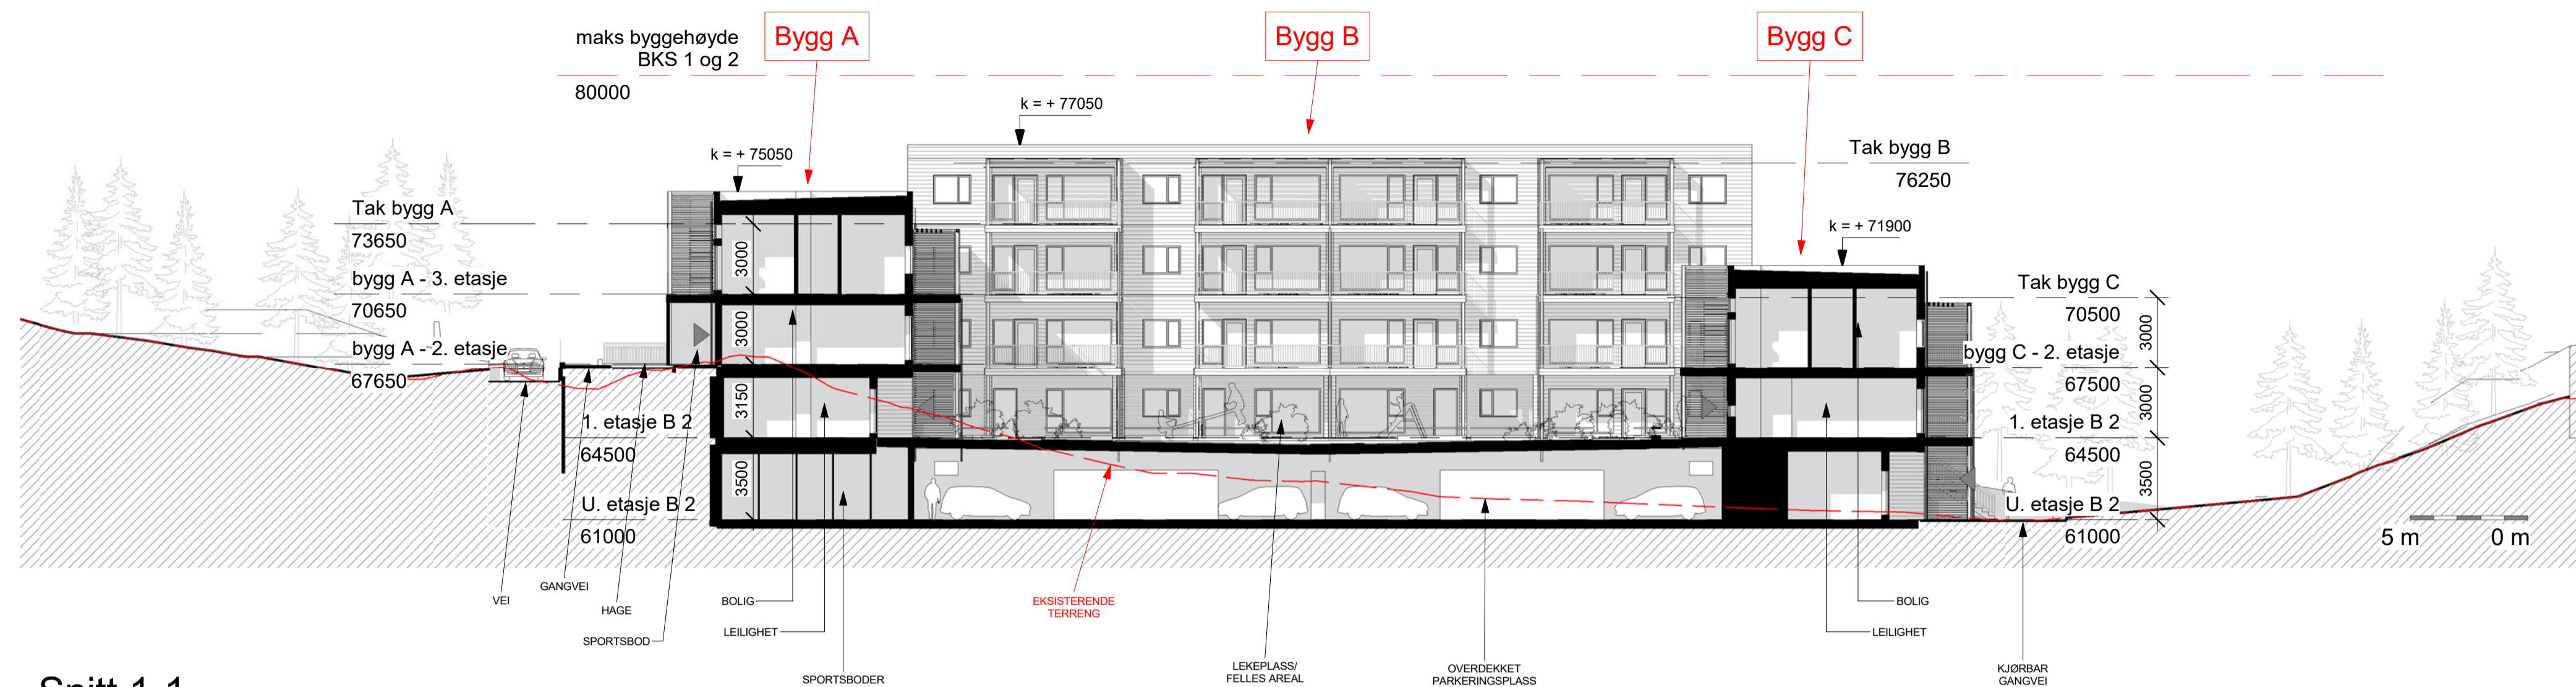 maks byggehøyde
BKS 1 og 2
80000
Bygg A
Bygg B
Bygg C
k = + 77050
k = + 75050
k = + 71900
Tak bygg B
76250
Tak bygg A
73650
bygg A - 3. etasje
70650
bygg A - 2. etasje
67650
1. etasje B 2
64500
U. etasje B 2
61000
3000
3000
3150
3500
Tak bygg C
70500
bygg C - 2. etasje
67500
1. etasje B 2
64500
U. etasje B 2
61000
3000
3000
3500
5 m
0 m
VEI
GANGVEI
HAGE
SPORTSBOD
BOLIG
LEILIGHET
SPORTSBODER
EKSISTERENDE
TERRENG
LEKEPLASS/
FELLES AREAL
OVERDEKKET
PARKERINGSPLASS
BOLIG
LEILIGHET
KJØRBAR
GANGVEI
Snitt 1-1